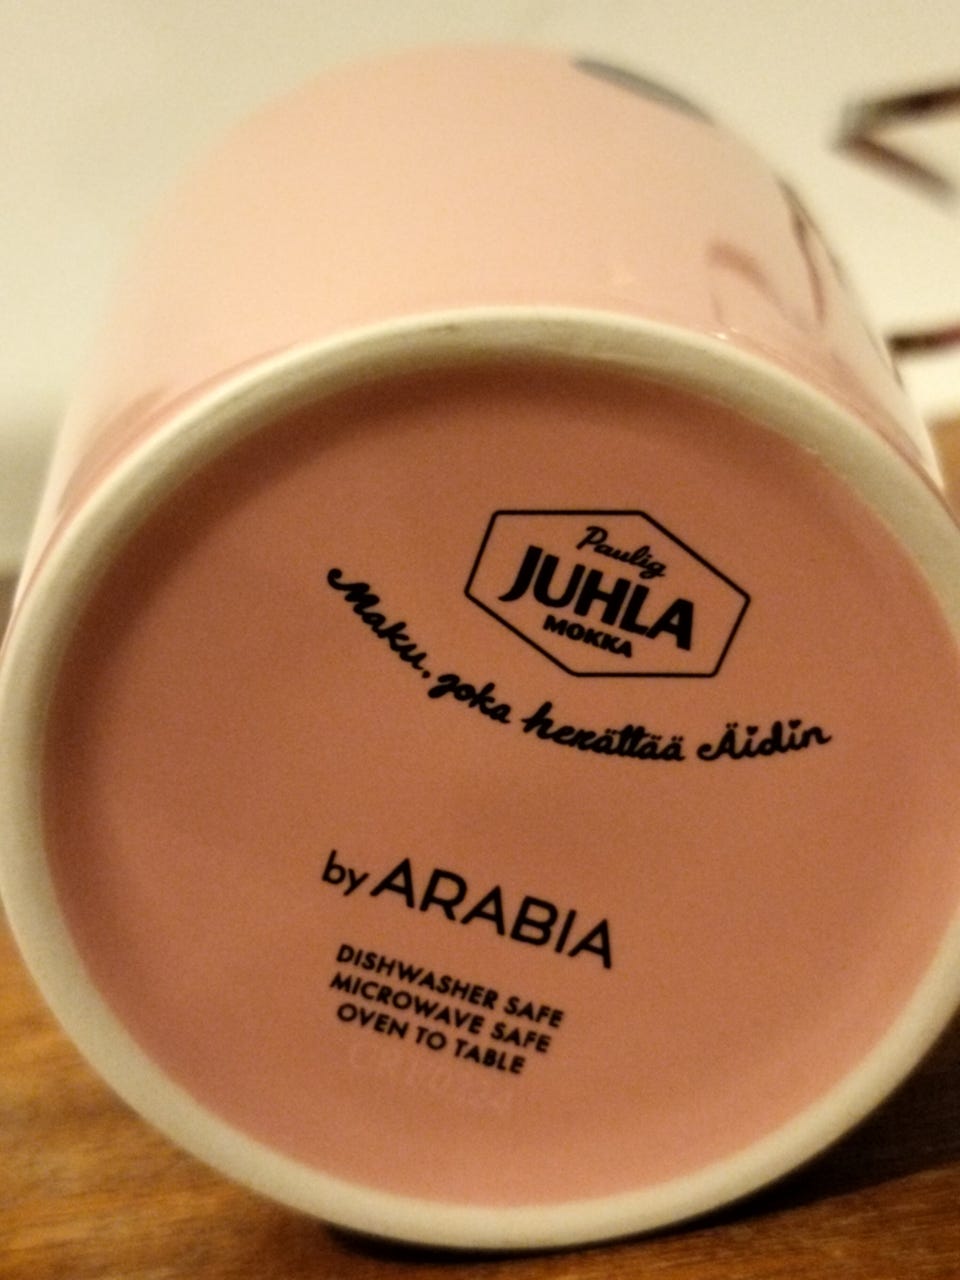 Paulig
JUHLA
MOKKA
Maku, joka herättää Äidin
by ARABIA
DISHWASHER SAFE
MICROWAVE SAFE
OVEN TO TABLE